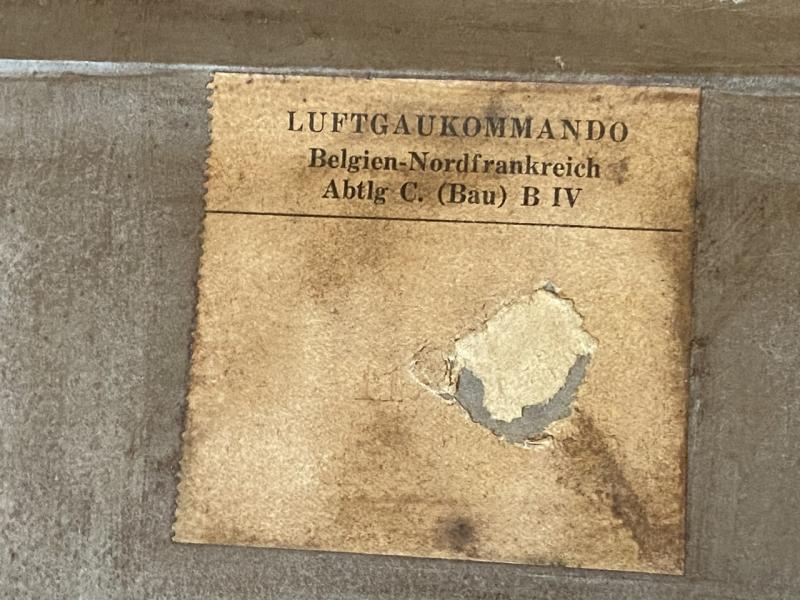 LUFTGAUKOMMANDO
Belgien-Nordfrankreich
Abtlg C. (Bau) B IV